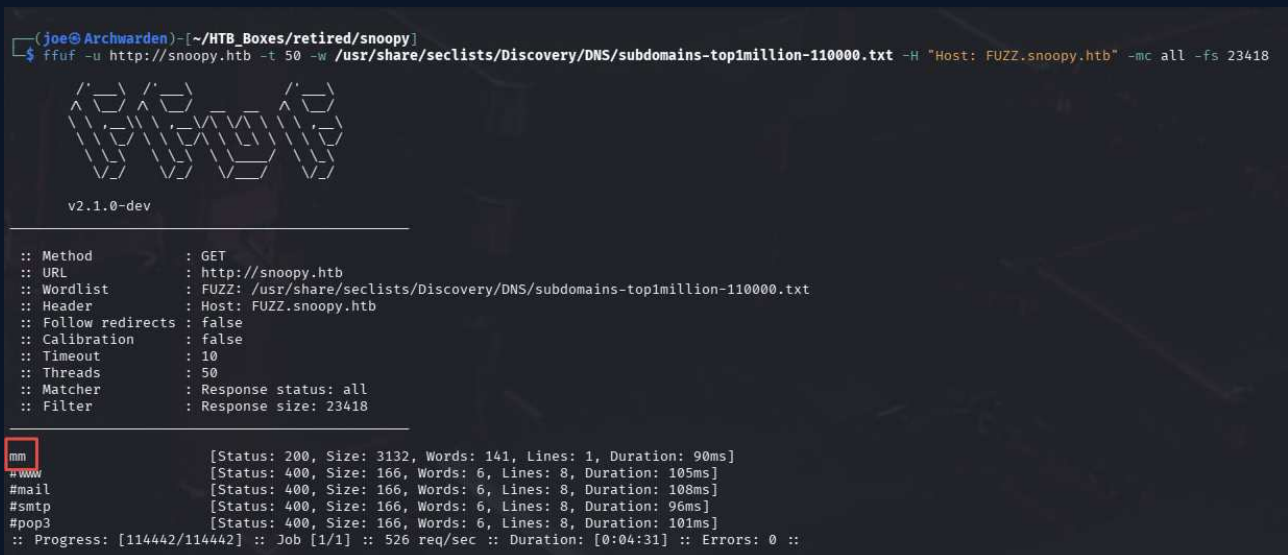 ┌──(joe㉿Archwarden)-[~/HTB_Boxes/retired/snoopy]
└─$ ffuf -u http://snoopy.htb -t 50 -w /usr/share/seclists/Discovery/DNS/subdomains-top1million-110000.txt -H "Host: FUZZ.snoopy.htb" -mc all -fs 23418
v2.1.0-dev
:: Method : GET
:: URL : http://snoopy.htb
:: Wordlist : FUZZ: /usr/share/seclists/Discovery/DNS/subdomains-top1million-110000.txt
:: Header : Host: FUZZ.snoopy.htb
:: Follow redirects : false
:: Calibration : false
:: Timeout : 10
:: Threads : 50
:: Matcher : Response status: all
:: Filter : Response size: 23418
mm [Status: 200, Size: 3132, Words: 141, Lines: 1, Duration: 90ms]
#www [Status: 400, Size: 166, Words: 6, Lines: 8, Duration: 105ms]
#mail [Status: 400, Size: 166, Words: 6, Lines: 8, Duration: 108ms]
#smtp [Status: 400, Size: 166, Words: 6, Lines: 8, Duration: 96ms]
#pop3 [Status: 400, Size: 166, Words: 6, Lines: 8, Duration: 101ms]
:: Progress: [114442/114442] :: Job [1/1] :: 526 req/sec :: Duration: [0:04:31] :: Errors: 0 ::